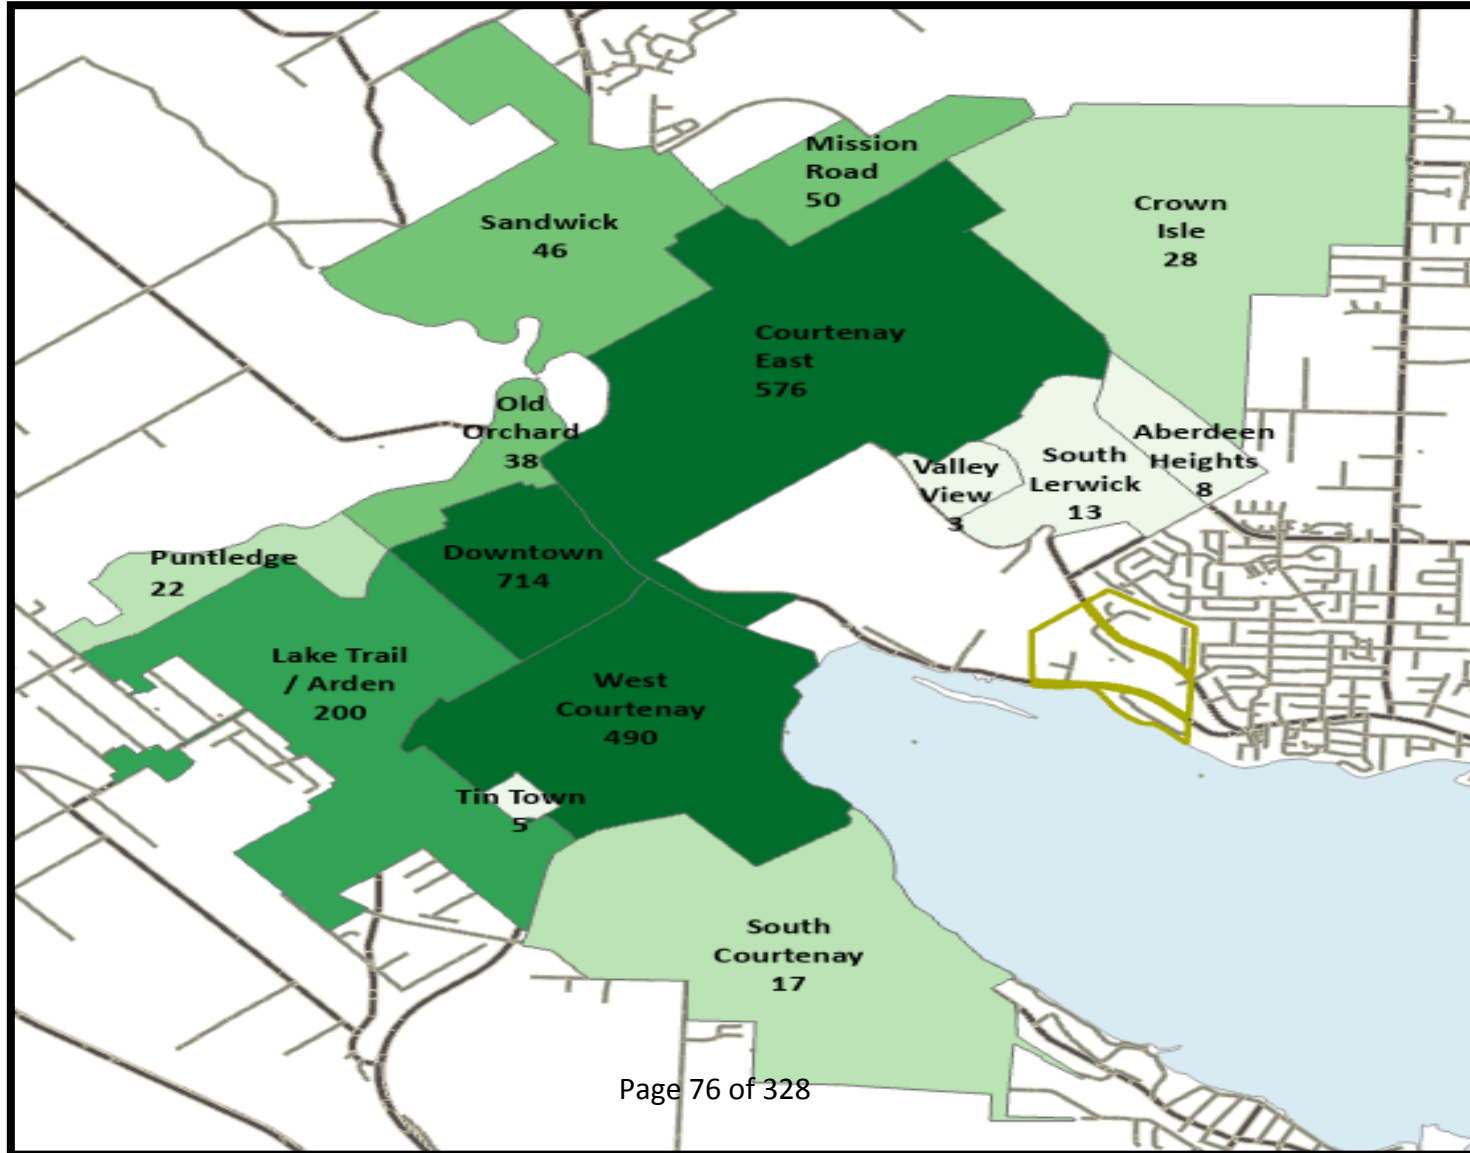 Mission
Road
50
Sandwick
46
Crown
Isle
28
Courtenay
East
576
Old
Orchard
38
Aberdeen
Heights
8
Valley
View
3
South
Lerwick
13
Puntledge
22
Downtown
714
Lake Trail
/ Arden
200
West
Courtenay
490
Tin Town
5
South
Courtenay
17
Page 76 of 328